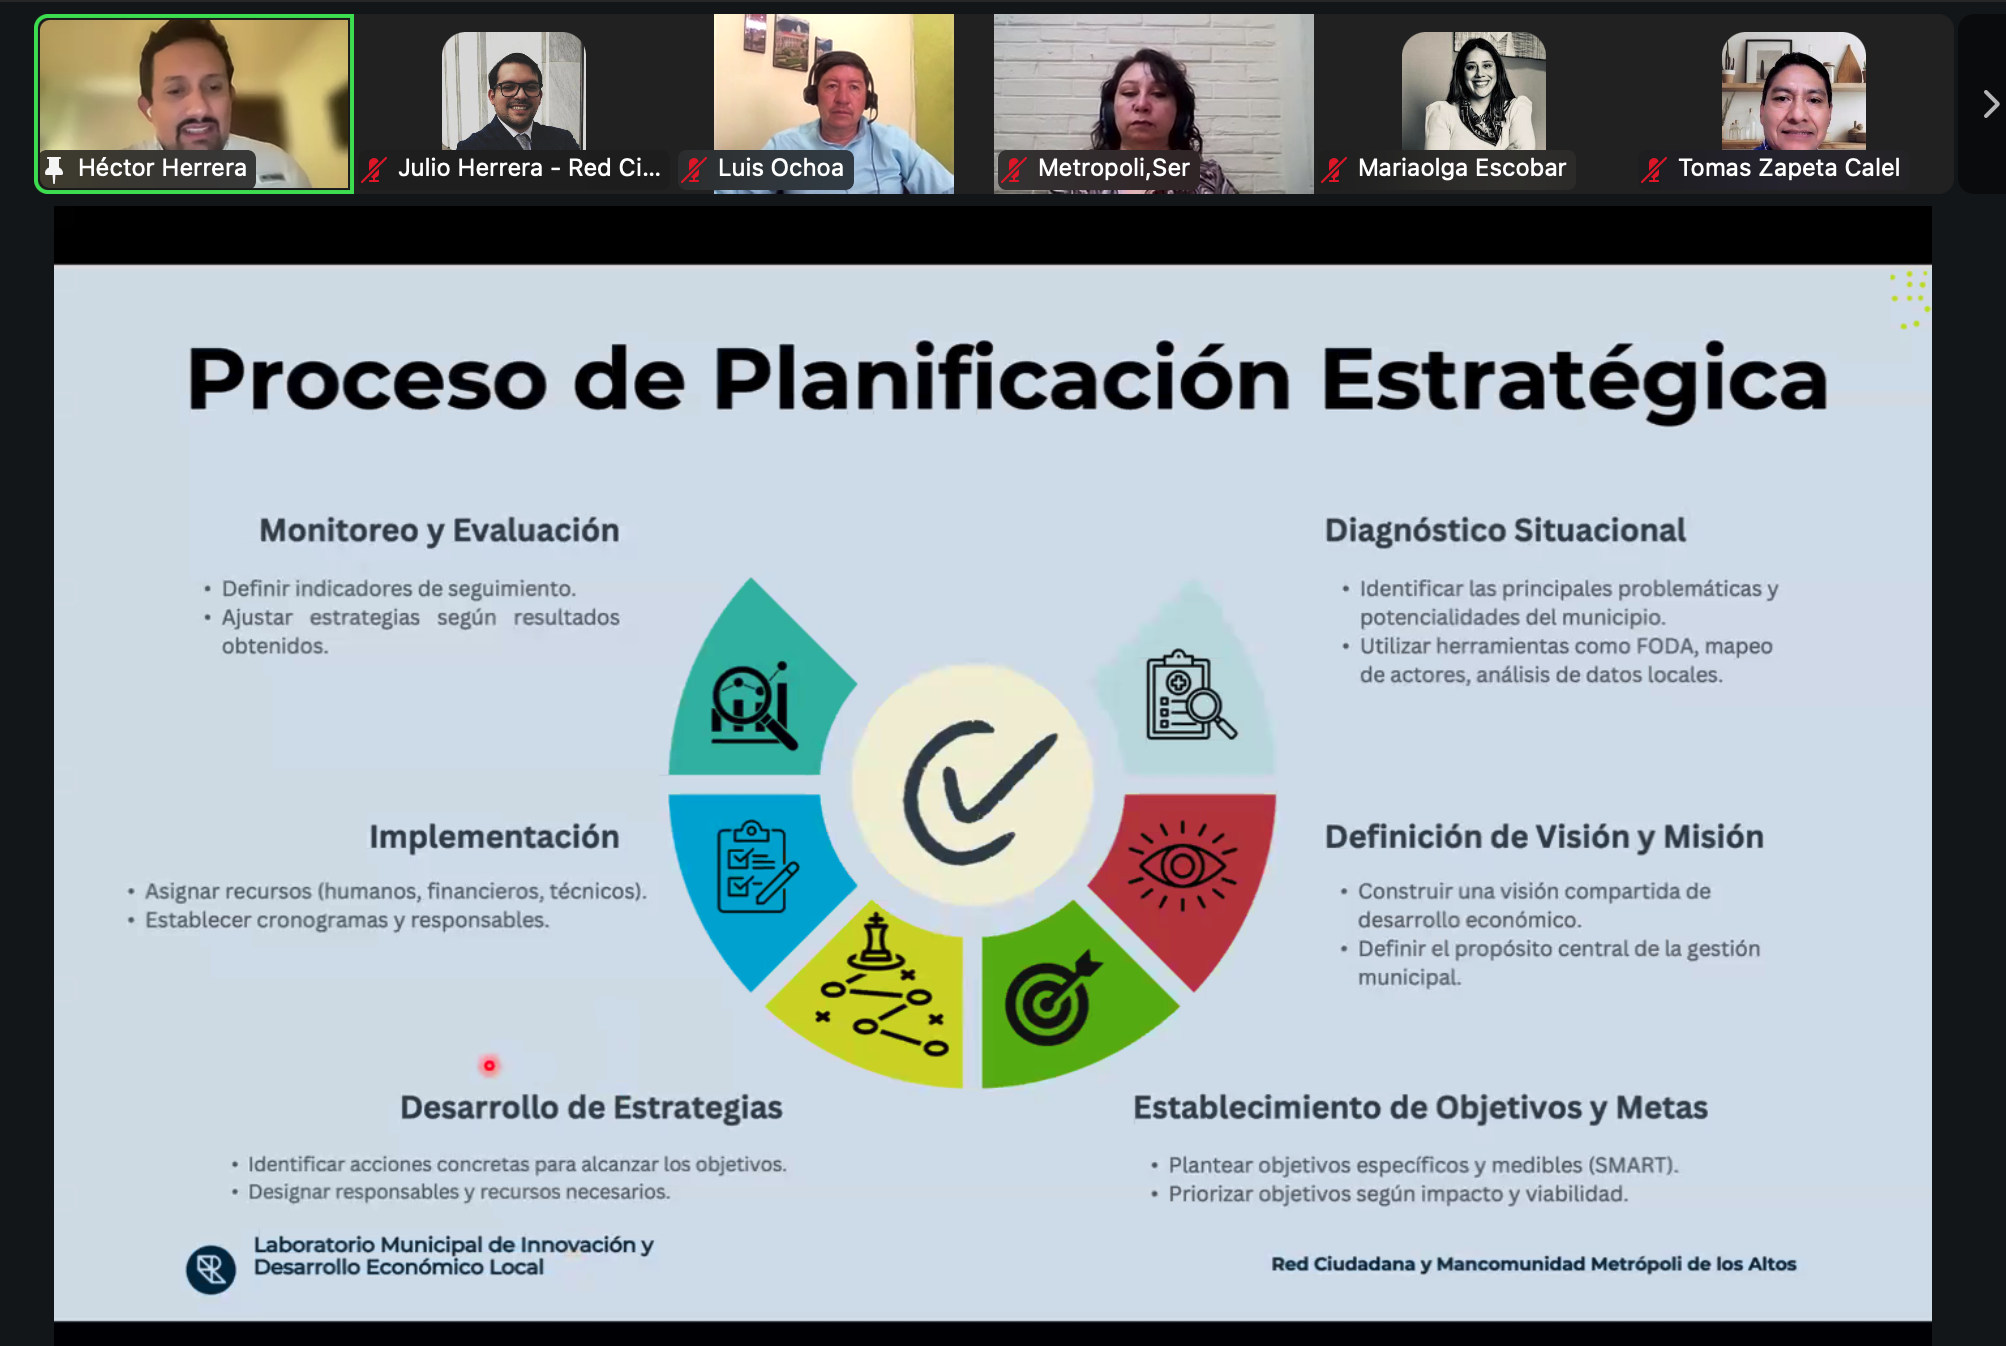 Héctor Herrera
Julio Herrera - Red Ci...
Luis Ochoa
Metropoli,Ser
Mariaolga Escobar
Tomas Zapeta Calel
Proceso de Planificación Estratégica
Monitoreo y Evaluación
• Definir indicadores de seguimiento.
• Ajustar estrategias según resultados
obtenidos.
Diagnóstico Situacional
• Identificar las principales problemáticas y
potencialidades del municipio.
• Utilizar herramientas como FODA, mapeo
de actores, análisis de datos locales.
Implementación
• Asignar recursos (humanos, financieros, técnicos).
• Establecer cronogramas y responsables.
Definición de Visión y Misión
• Construir una visión compartida de
desarrollo económico.
• Definir el propósito central de la gestión
municipal.
Desarrollo de Estrategias
• Identificar acciones concretas para alcanzar los objetivos.
• Designar responsables y recursos necesarios.
Establecimiento de Objetivos y Metas
• Plantear objetivos específicos y medibles (SMART).
• Priorizar objetivos según impacto y viabilidad.
Laboratorio Municipal de Innovación y
Desarrollo Económico Local
Red Ciudadana y Mancomunidad Metrópoli de los Altos